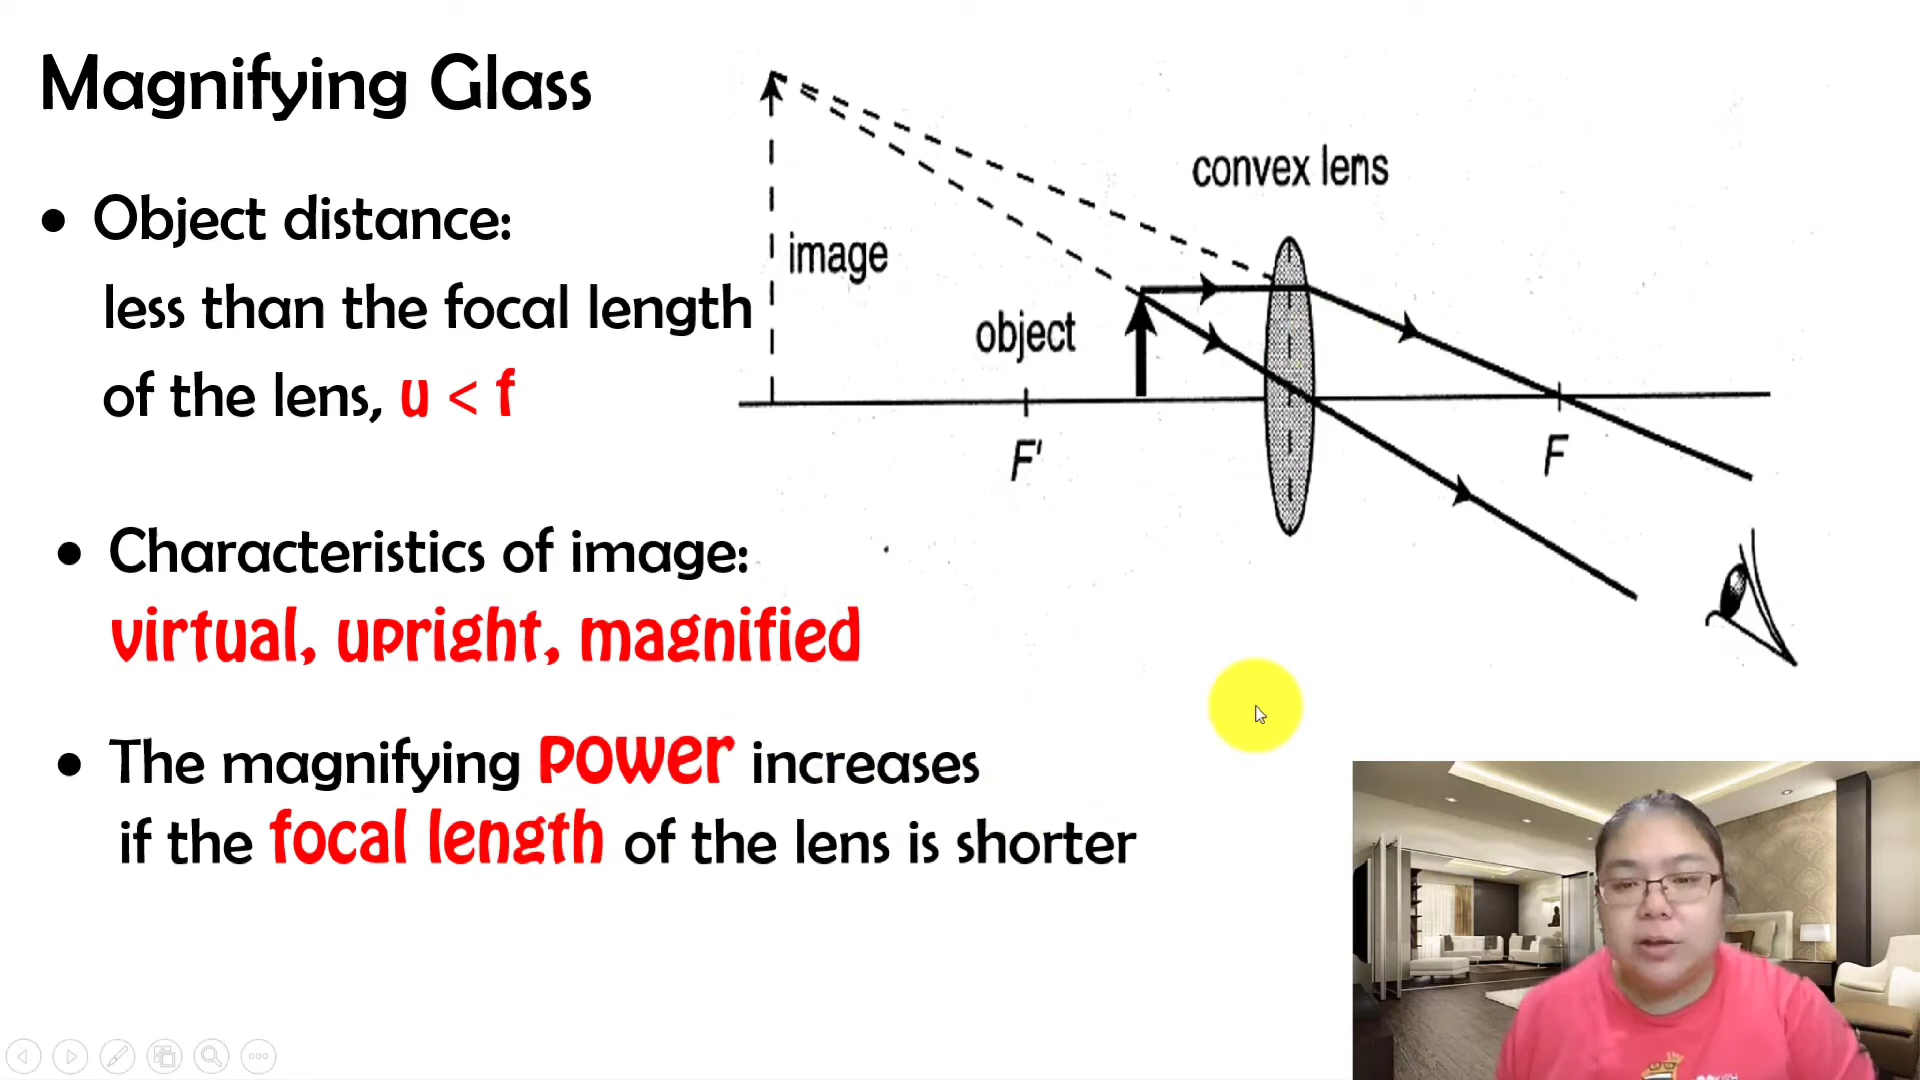 Magnifying Glass
• Object distance:
less than the focal length
of the lens, u < f
• Characteristics of image:
virtual, upright, magnified
• The magnifying power increases
if the focal length of the lens is shorter
convex lens
image
object
F'
F